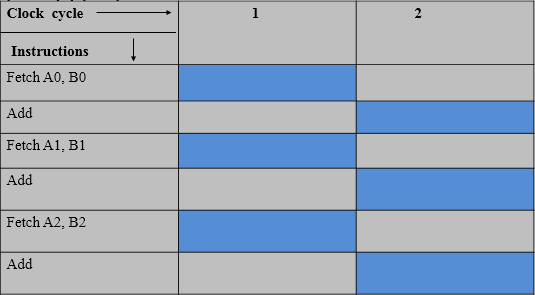 Clock cycle 1 2
Instructions
Fetch A0, B0
Add
Fetch A1, B1
Add
Fetch A2, B2
Add